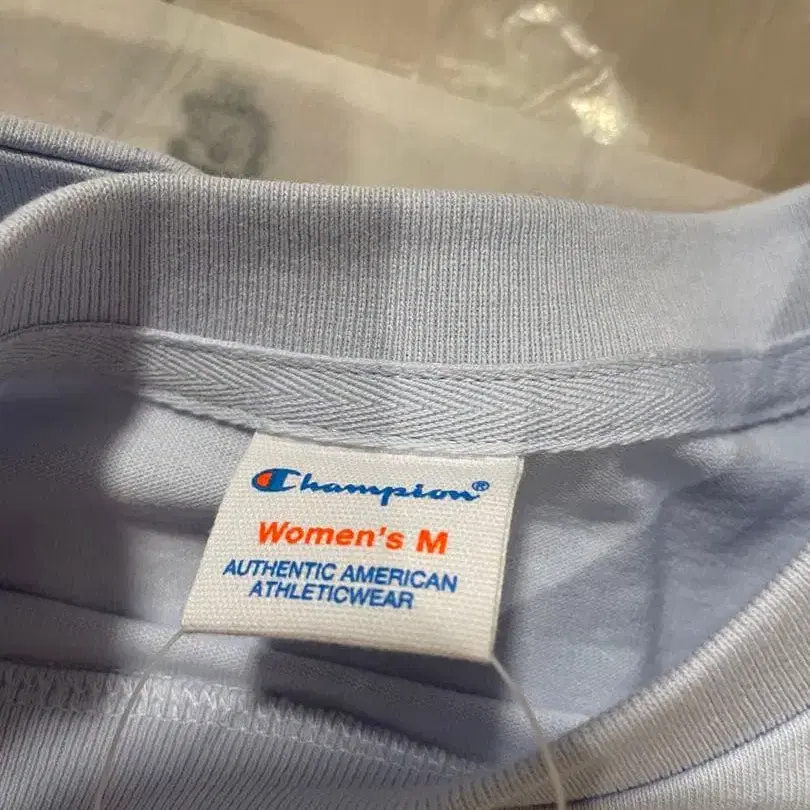 Champion®
Women's M
AUTHENTIC AMERICAN
ATHLETICWEAR